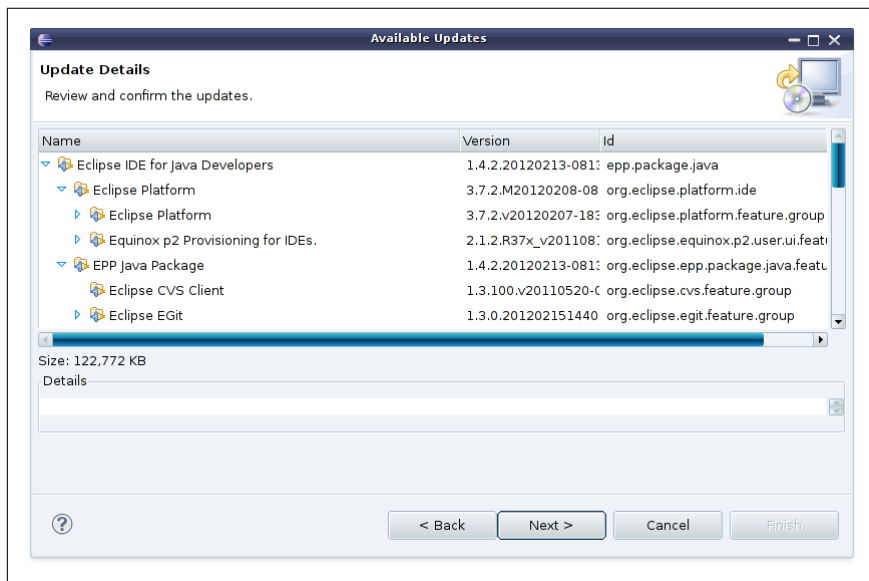 Available Updates
Update Details
Review and confirm the updates.
Name Version Id
Eclipse IDE for Java Developers 1.4.2.20120213-0813 epp.package.java
Eclipse Platform 3.7.2.M20120208-08 org.eclipse.platform.ide
Eclipse Platform 3.7.2.v20120207-183 org.eclipse.platform.feature.group
Equinox p2 Provisioning for IDEs. 2.1.2.R37x_v201108 org.eclipse.equinox.p2.user.ui.feat
EPP Java Package 1.4.2.20120213-0813 org.eclipse.epp.package.java.featu
Eclipse CVS Client 1.3.100.v20110520- org.eclipse.cvs.feature.group
Eclipse EGit 1.3.0.201202151440 org.eclipse.egit.feature.group
Size: 122,772 KB
Details
< Back Next > Cancel Finish